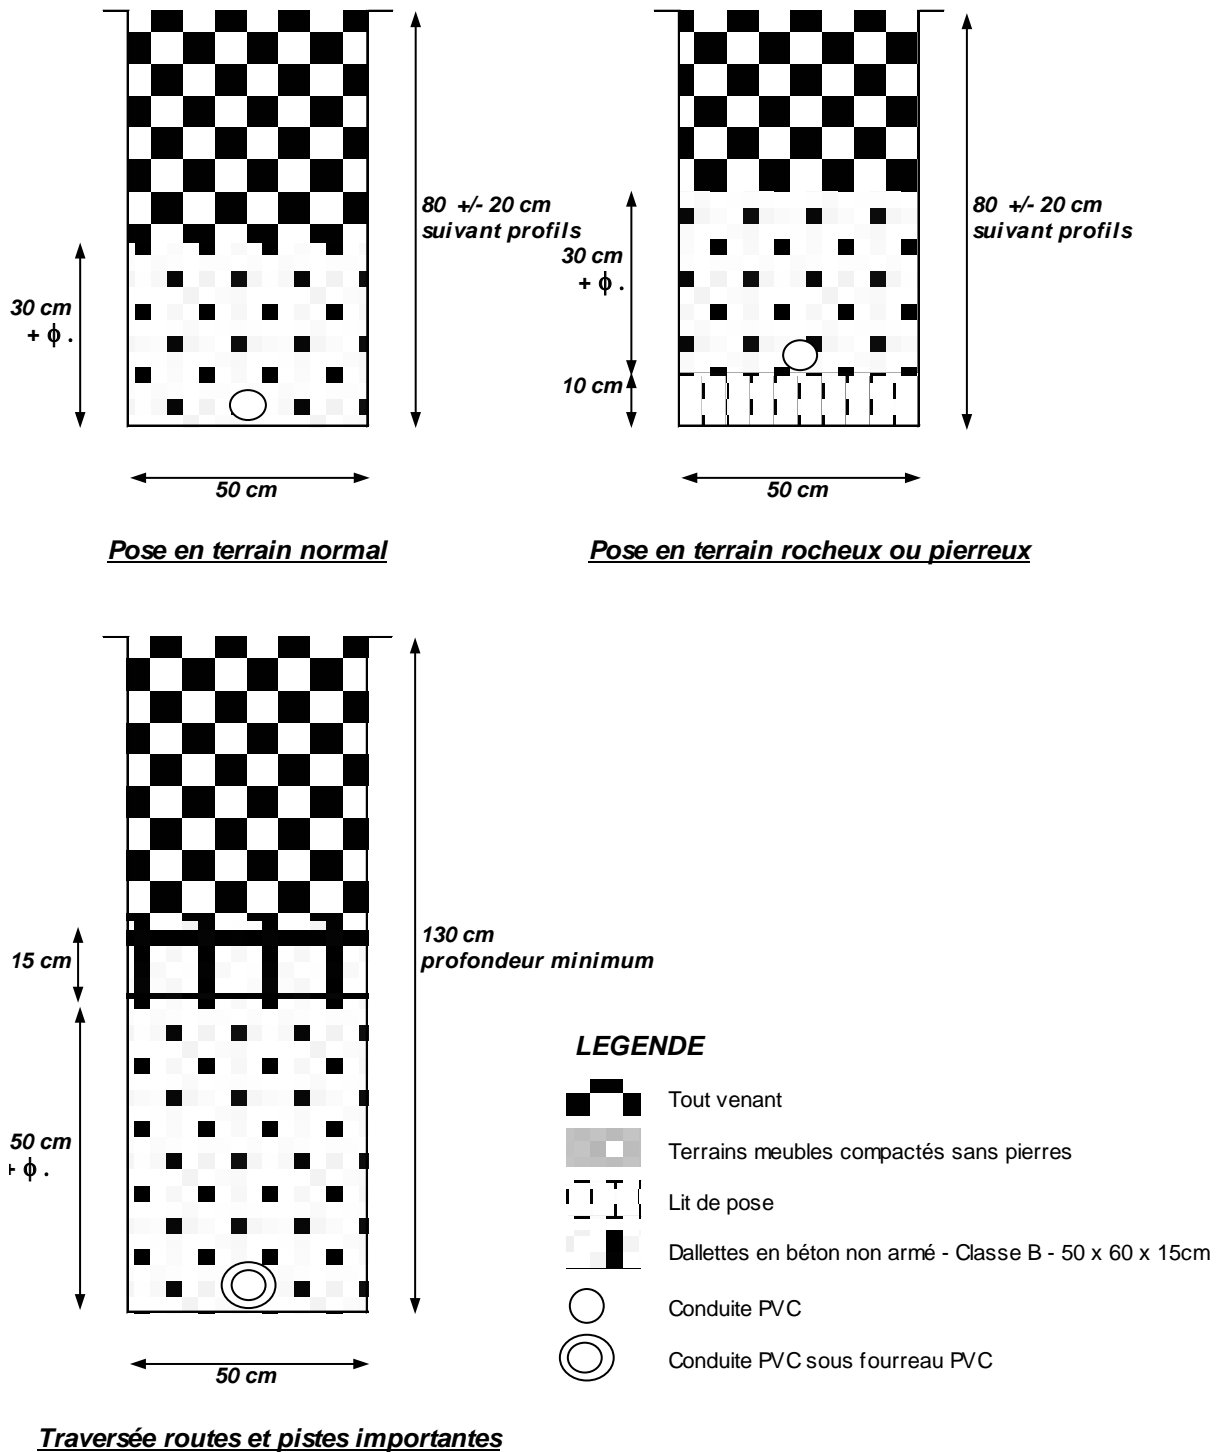 80 +/- 20 cm
suivant profils
30 cm
+ ϕ .
50 cm
Pose en terrain normal
80 +/- 20 cm
suivant profils
30 cm
+ ϕ .
10 cm
50 cm
Pose en terrain rocheux ou pierreux
130 cm
profondeur minimum
15 cm
50 cm
+ ϕ .
50 cm
Traversée routes et pistes importantes
LEGENDE
Tout venant
Terrains meubles compactés sans pierres
Lit de pose
Dallettes en béton non armé - Classe B - 50 x 60 x 15cm
Conduite PVC
Conduite PVC sous fourreau PVC